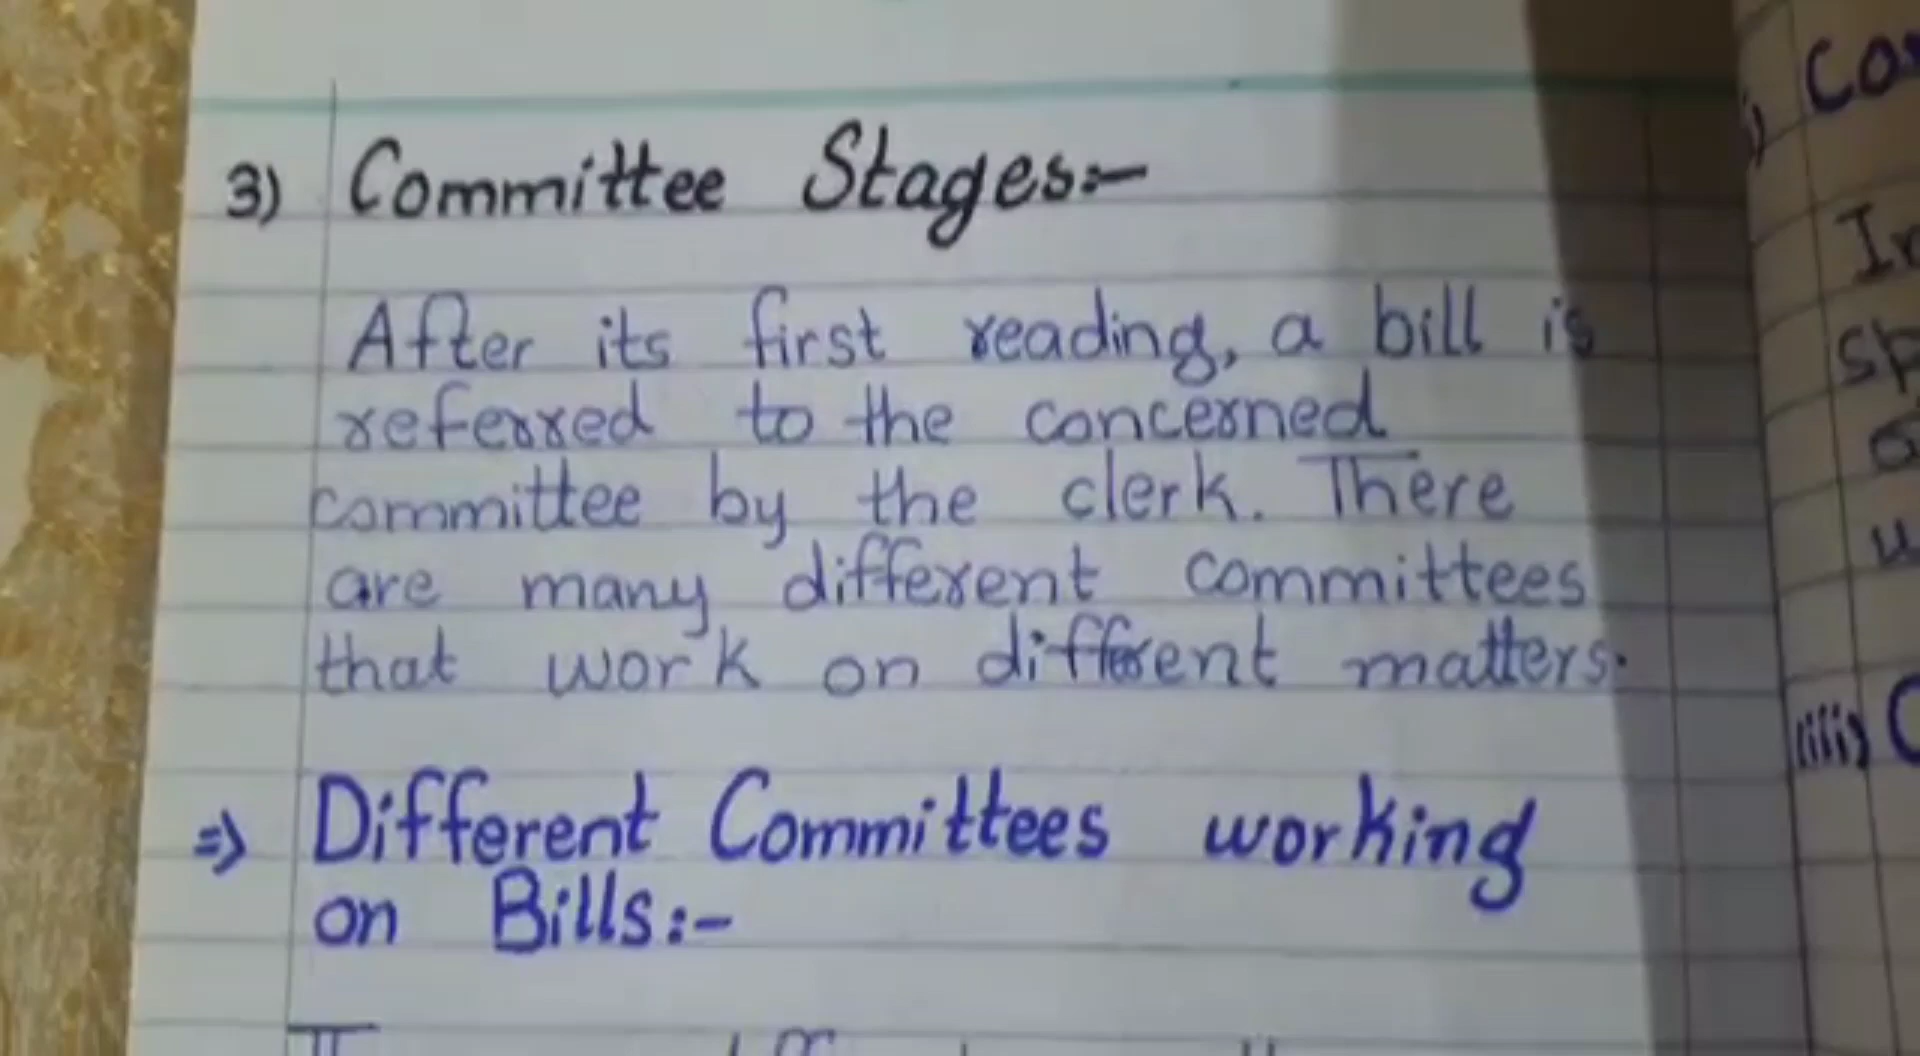 3) Committee Stages:-
After its first reading, a bill is
referred to the concerned
committee by the clerk. There
are many different committees
that work on different matters.
=> Different Committees working
on Bills:-
(iii)